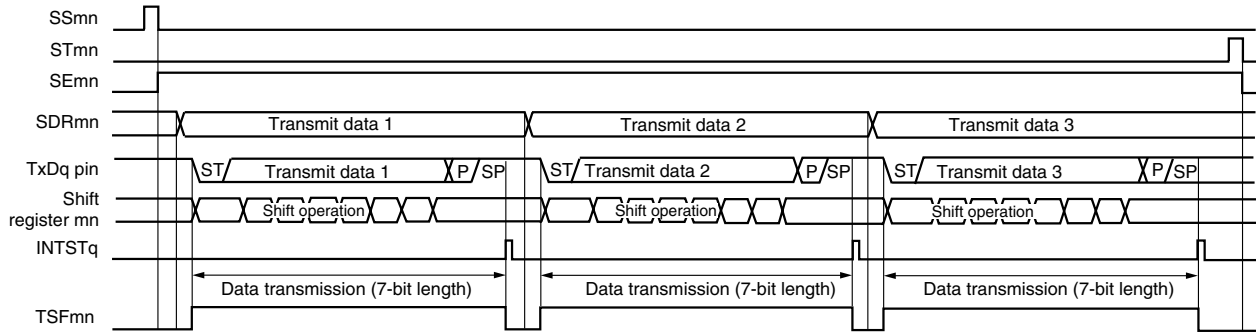 SSmn
STmn
SEmn
SDRmn Transmit data 1 Transmit data 2 Transmit data 3
TxDq pin ST Transmit data 1 P SP ST Transmit data 2 P SP ST Transmit data 3 P SP
Shift
register mn Shift operation Shift operation Shift operation
INTSTq
Data transmission (7-bit length) Data transmission (7-bit length) Data transmission (7-bit length)
TSFmn